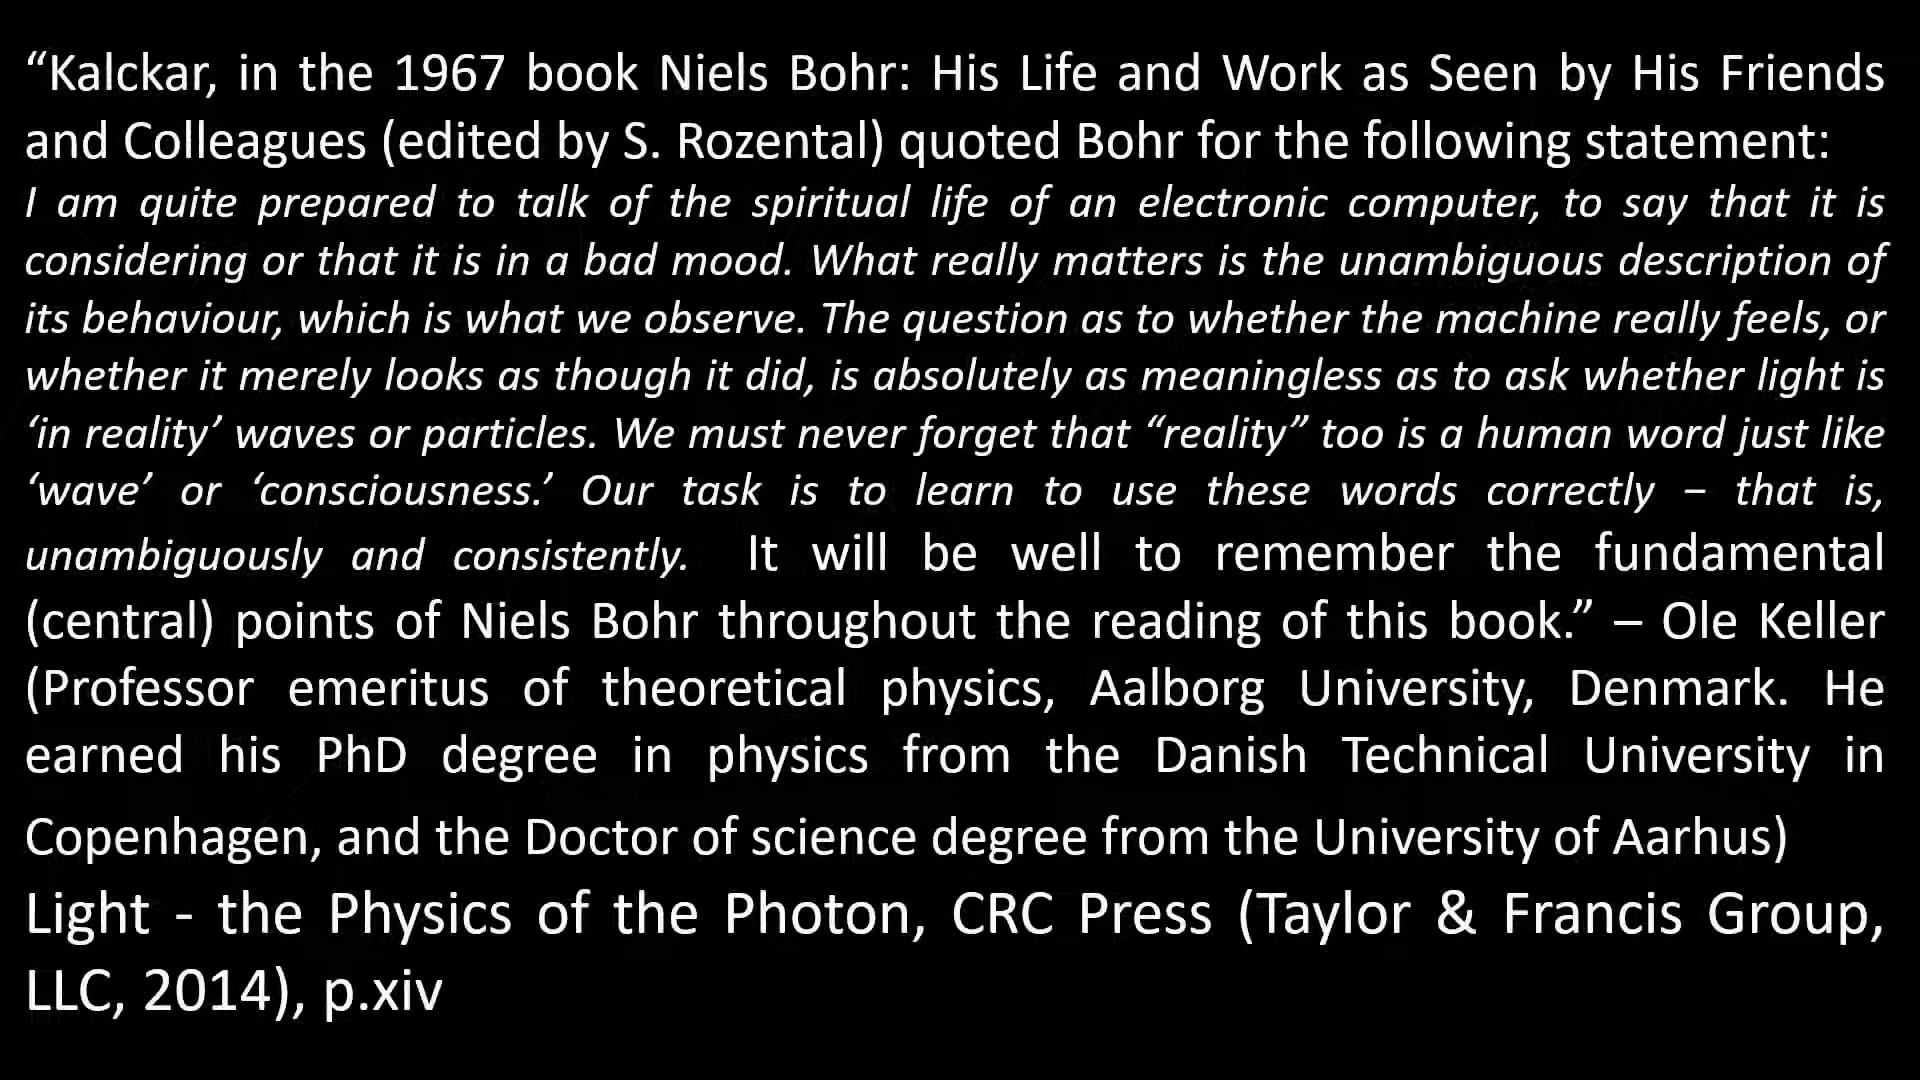 “Kalckar, in the 1967 book Niels Bohr: His Life and Work as Seen by His Friends
and Colleagues (edited by S. Rozental) quoted Bohr for the following statement:
I am quite prepared to talk of the spiritual life of an electronic computer, to say that it is
considering or that it is in a bad mood. What really matters is the unambiguous description of
its behaviour, which is what we observe. The question as to whether the machine really feels, or
whether it merely looks as though it did, is absolutely as meaningless as to ask whether light is
‘in reality’ waves or particles. We must never forget that “reality” too is a human word just like
‘wave’ or ‘consciousness.’ Our task is to learn to use these words correctly – that is,
unambiguously and consistently. It will be well to remember the fundamental
(central) points of Niels Bohr throughout the reading of this book.” – Ole Keller
(Professor emeritus of theoretical physics, Aalborg University, Denmark. He
earned his PhD degree in physics from the Danish Technical University in
Copenhagen, and the Doctor of science degree from the University of Aarhus)
Light - the Physics of the Photon, CRC Press (Taylor & Francis Group,
LLC, 2014), p.xiv